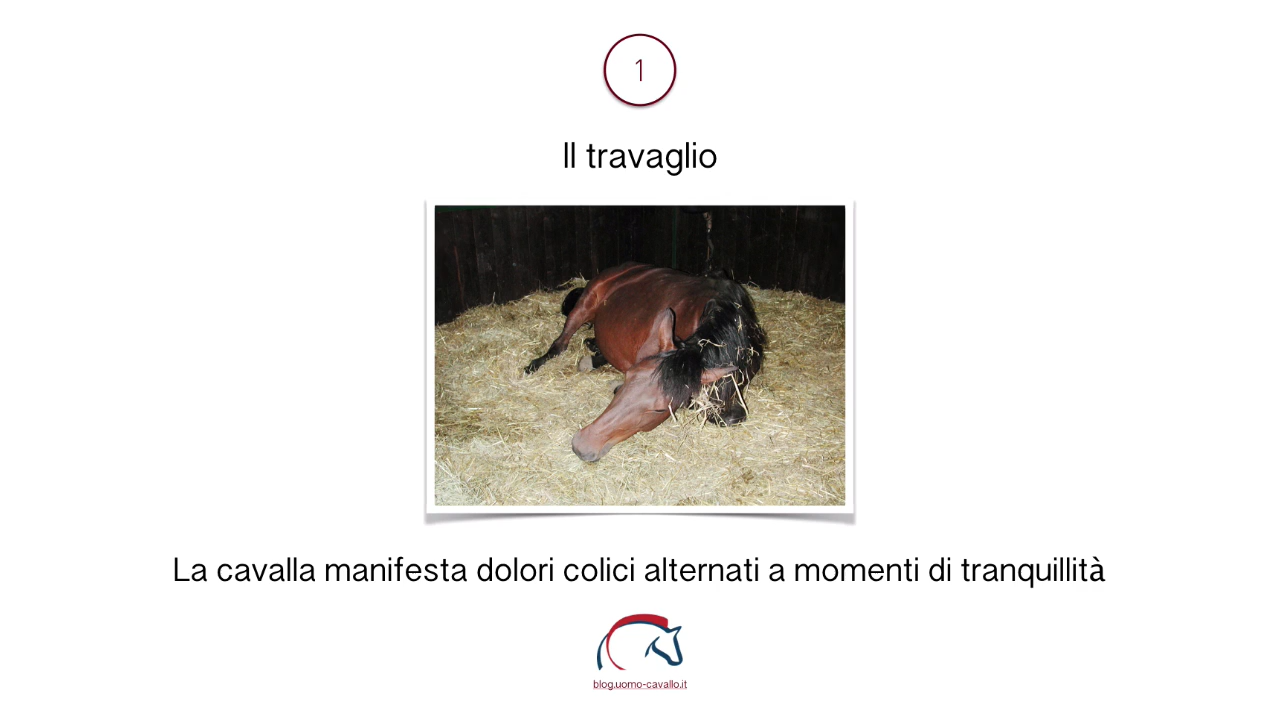 1
Il travaglio
La cavalla manifesta dolori colici alternati a momenti di tranquillità
blog.uomo-cavallo.it